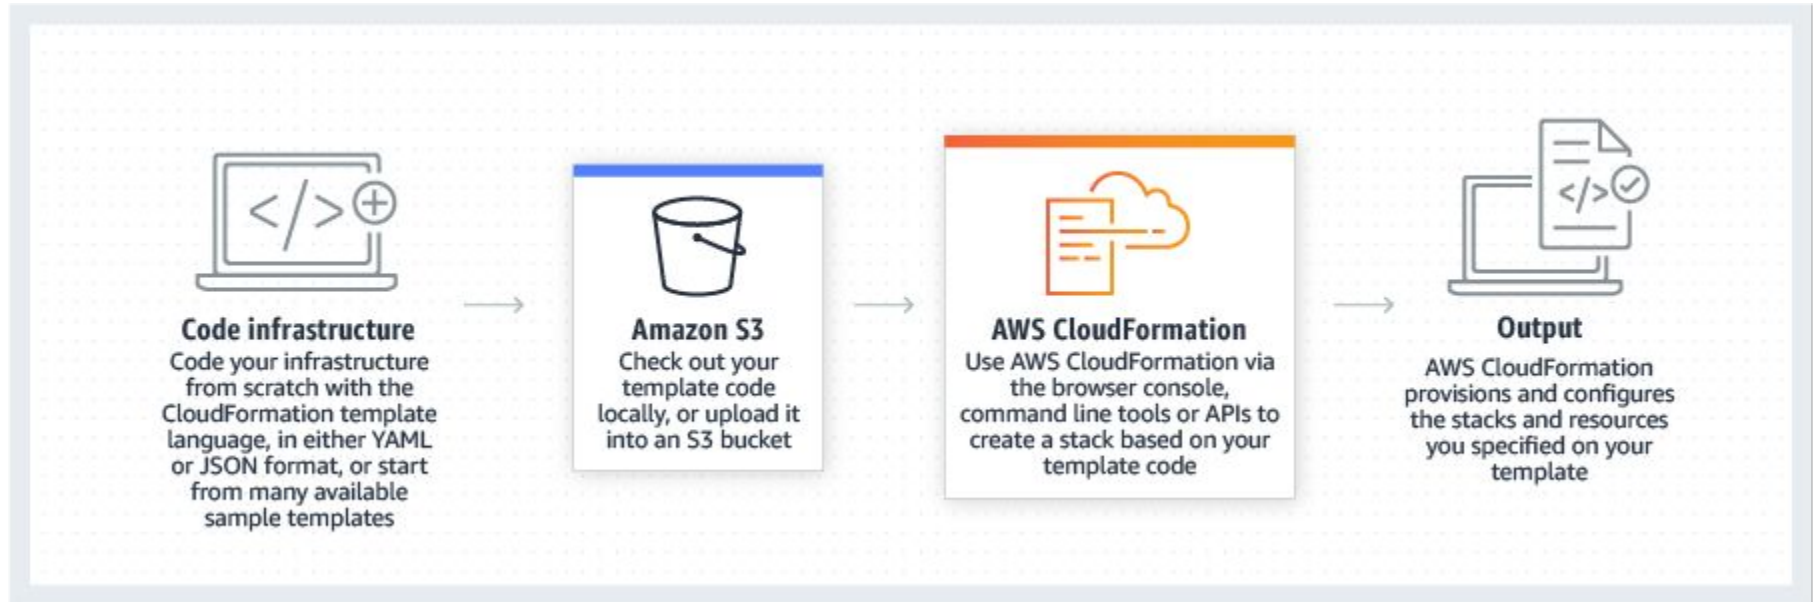 Code infrastructure
Code your infrastructure
from scratch with the
CloudFormation template
language, in either YAML
or JSON format, or start
from many available
sample templates
Amazon S3
Check out your
template code
locally, or upload it
into an S3 bucket
AWS CloudFormation
Use AWS CloudFormation via
the browser console,
command line tools or APIs to
create a stack based on your
template code
Output
AWS CloudFormation
provisions and configures
the stacks and resources
you specified on your
template